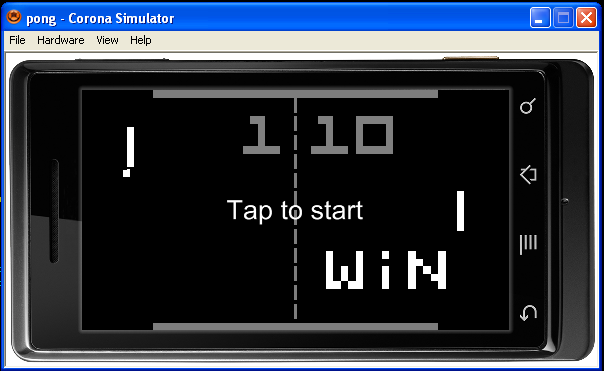 pong - Corona Simulator
File Hardware View Help
1 10
Tap to start
WiN